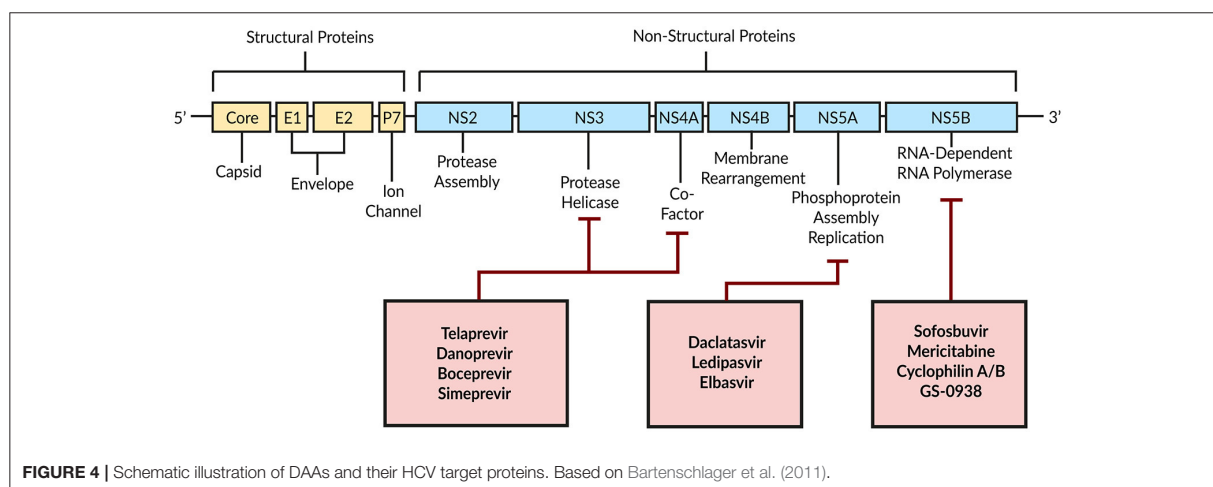 Structural Proteins
Non-Structural Proteins
5’
Core
E1
E2
P7
NS2
NS3
NS4A
NS4B
NS5A
NS5B
3’
Capsid
Envelope
Ion
Channel
Protease
Assembly
Protease
Helicase
Co-
Factor
Membrane
Rearrangement
Phosphoprotein
Assembly
Replication
RNA-Dependent
RNA Polymerase
Telaprevir
Danoprevir
Boceprevir
Simeprevir
Daclatasvir
Ledipasvir
Elbasvir
Sofosbuvir
Mericitabine
Cyclophilin A/B
GS-0938
FIGURE 4 | Schematic illustration of DAAs and their HCV target proteins. Based on Bartenschlager et al. (2011).